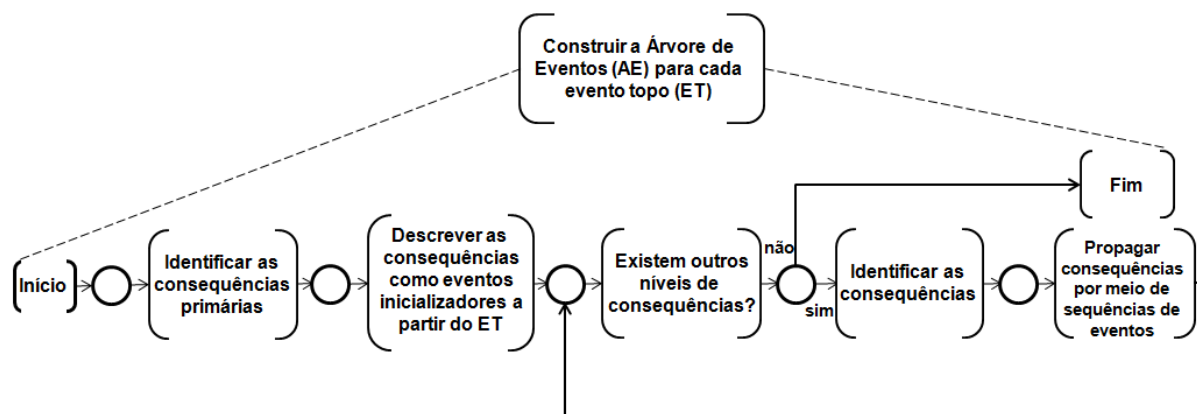 Construir a Árvore de
Eventos (AE) para cada
evento topo (ET)
Fim
Início
Identificar as
consequências
primárias
Descrever as
consequências
como eventos
inicializadores a
partir do ET
Existem outros
níveis de
consequências?
não
sim
Identificar as
consequências
Propagar
consequências
por meio de
sequências de
eventos